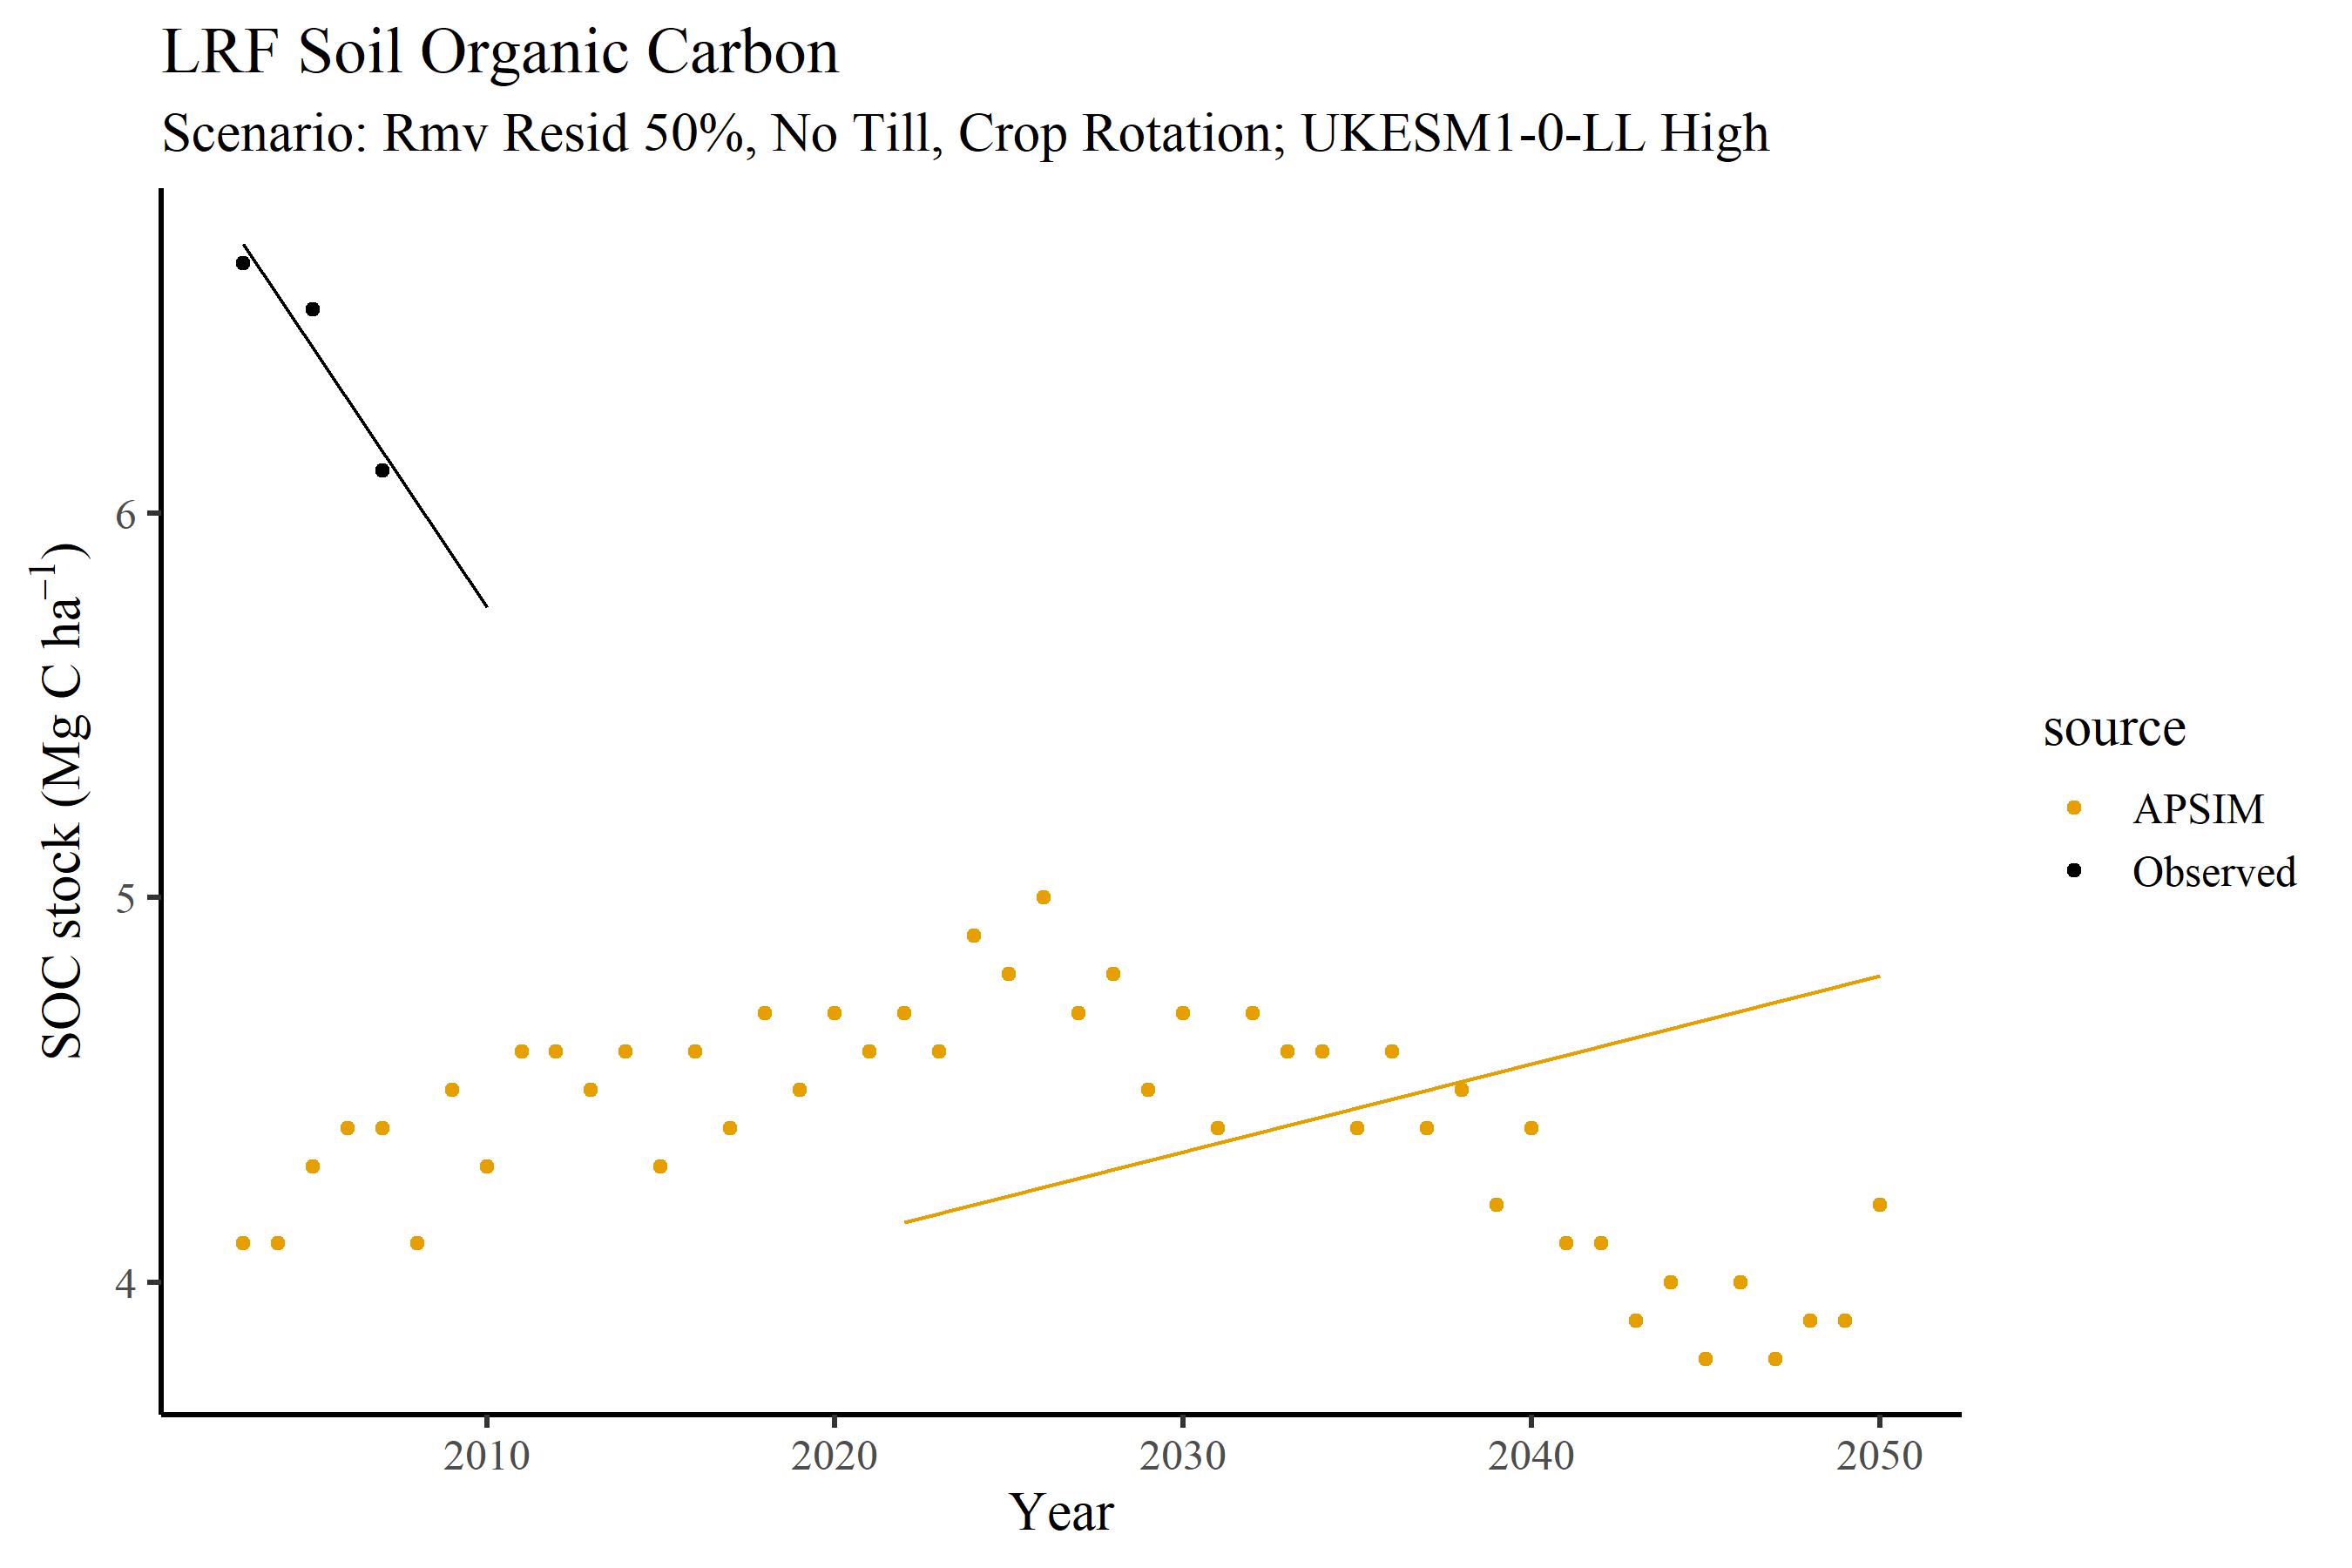 LRF Soil Organic Carbon
Scenario: Rmv Resid 50%, No Till, Crop Rotation; UKESM1-0-LL High
SOC stock (Mg C ha⁻¹)
6
5
4
2010
2020
2030
2040
2050
Year
source
APSIM
Observed